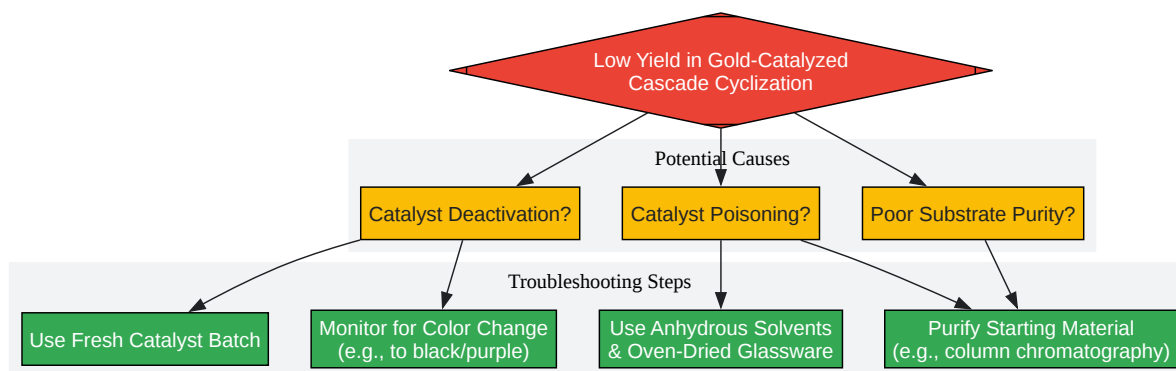 Low Yield in Gold-Catalyzed
Cascade Cyclization
Potential Causes
Catalyst Deactivation?
Catalyst Poisoning?
Poor Substrate Purity?
Troubleshooting Steps
Use Fresh Catalyst Batch
Monitor for Color Change
(e.g., to black/purple)
Use Anhydrous Solvents
& Oven-Dried Glassware
Purify Starting Material
(e.g., column chromatography)